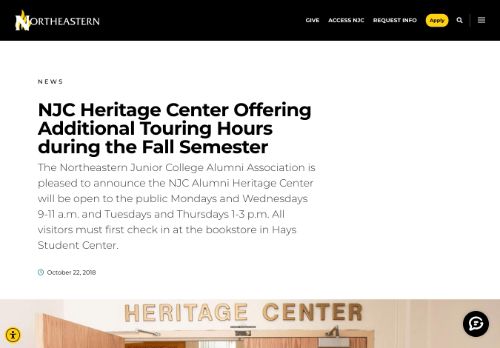 NORTHEASTERN
GIVE ACCESS NJC REQUEST INFO Apply
NEWS
NJC Heritage Center Offering
Additional Touring Hours
during the Fall Semester
The Northeastern Junior College Alumni Association is
pleased to announce the NJC Alumni Heritage Center
will be open to the public Mondays and Wednesdays
9-11 a.m. and Tuesdays and Thursdays 1-3 p.m. All
visitors must first check in at the bookstore in Hays
Student Center.
October 22, 2018
HERITAGE CENTER